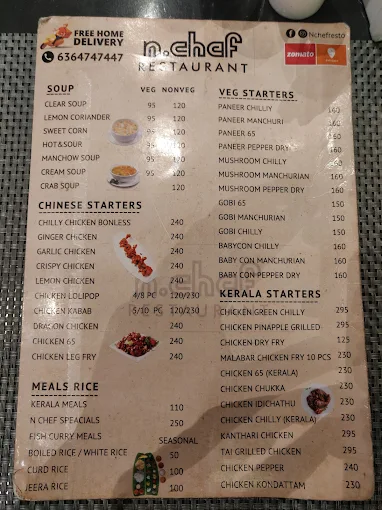 FREE HOME
DELIVERY
6364747447
n.chef
RESTAURANT
Nchefresto
zomato
SOUP VEG NONVEG
CLEAR SOUP 95 120
LEMON CORIANDER 95 120
SWEET CORN 95 120
HOT&SOUR 95 120
MANCHOW SOUP 95 120
CREAM SOUP 95 120
CRAB SOUP 120
CHINESE STARTERS
CHILLY CHICKEN BONLESS 240
GINGER CHICKEN 240
GARLIC CHICKEN 240
CRISPY CHICKEN 240
LEMON CHICKEN 240
CHICKEN LOLIPOP 4/8 PC 120/230
CHICKEN KABAB 5/10 PC 120/230
DRAGON CHICKEN 240
CHICKEN 65 240
CHICKEN LEG FRY 240
MEALS RICE
KERALA MEALS 110
N CHEF SPEACIALS 250
FISH CURRY MEALS SEASONAL
BOILED RICE / WHITE RICE 50
CURD RICE 100
JEERA RICE 100
VEG STARTERS
PANEER CHILLY 160
PANEER MANCHURI 160
PANEER 65 160
PANEER PEPPER DRY 160
MUSHROOM CHILLY 160
MUSHROOM MANCHURIAN 160
MUSHROOM PEPPER DRY 160
GOBI 65 150
GOBI MANCHURIAN 150
GOBI CHILLY 150
BABYCON CHILLY 160
BABY CON MANCHURIAN 160
BABY CON PEPPER DRY 160
KERALA STARTERS
CHICKEN GREEN CHILLY 295
CHICKEN PINAPPLE GRILLED 295
CHICKEN DRY FRY 125
MALABAR CHICKEN FRY 10 PCS 230
CHICKEN 65 (KERALA) 230
CHICKEN CHUKKA 230
CHICKEN IDICHATHU 230
CHICKEN CHILLY (KERALA) 230
KANTHARI CHICKEN 295
TAI GRILLED CHICKEN 295
CHICKEN PEPPER 240
CHICKEN KONDATTAM 230